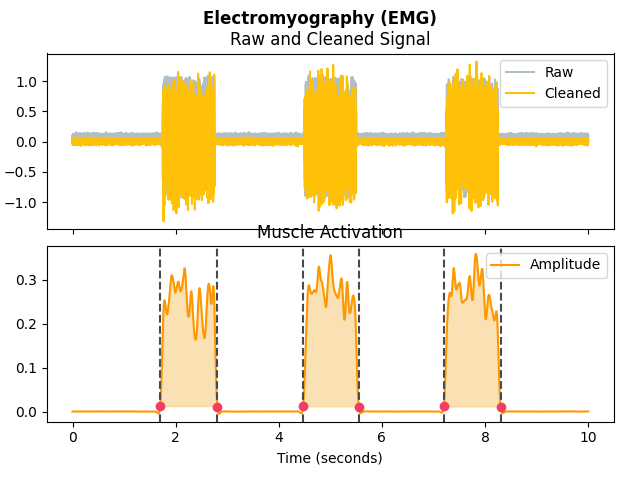 Electromyography (EMG)
Raw and Cleaned Signal
1.0
0.5
0.0
−0.5
−1.0
Raw
Cleaned
Muscle Activation
0.3
0.2
0.1
0.0
Amplitude
0 2 4 6 8 10
Time (seconds)